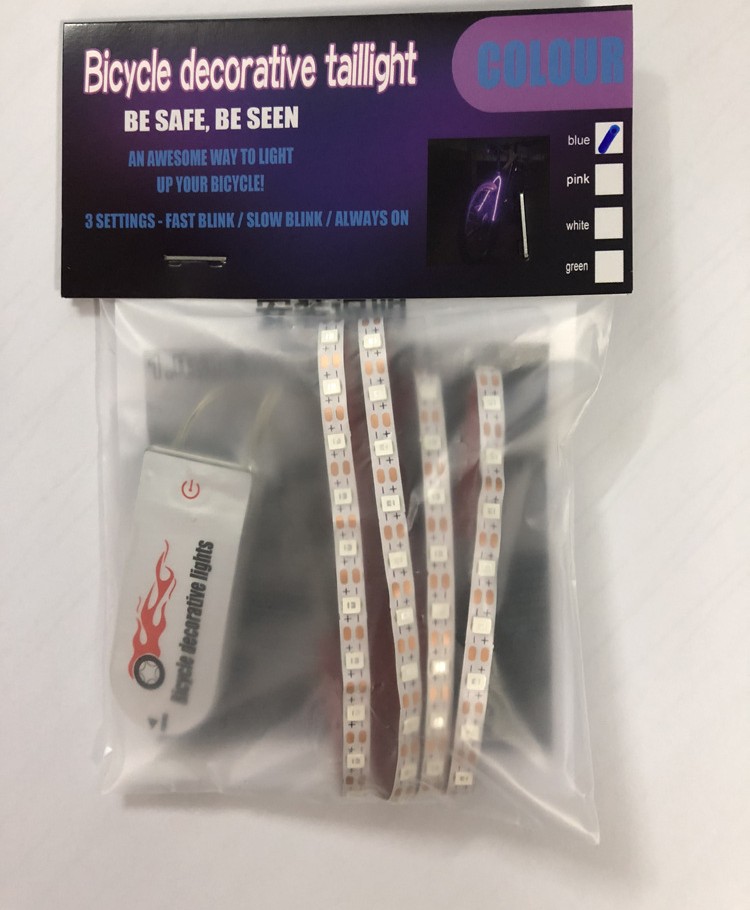 Bicycle decorative taillight
COLOUR
BE SAFE, BE SEEN
AN AWESOME WAY TO LIGHT
UP YOUR BICYCLE!
3 SETTINGS - FAST BLINK / SLOW BLINK / ALWAYS ON
blue
pink
white
green
Bicycle decorative lights